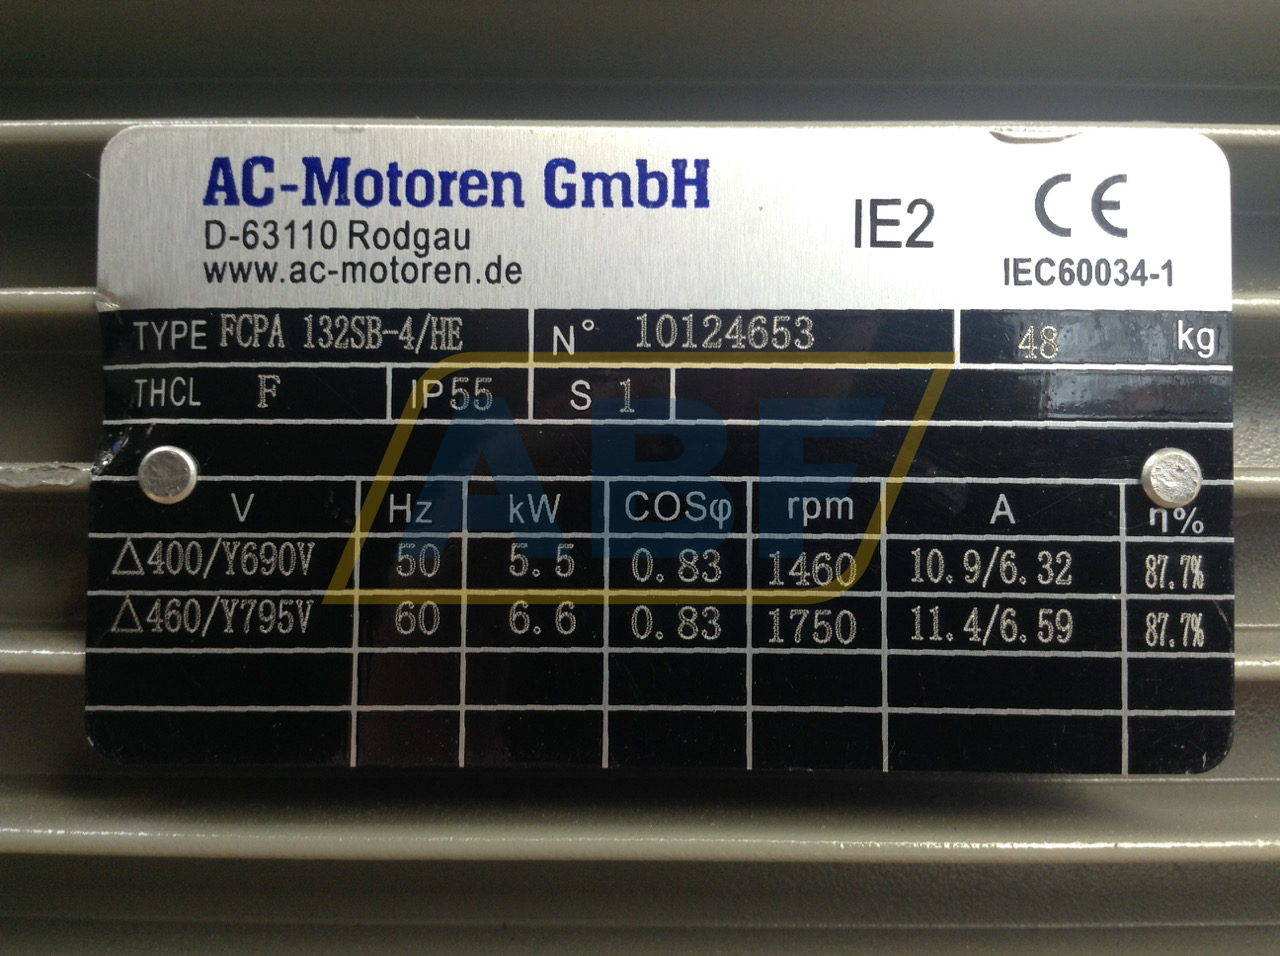 AC-Motoren GmbH
D-63110 Rodgau
www.ac-motoren.de
IE2
CE
IEC60034-1
TYPE FCPA 132SB-4/HE N° 10124653 48 kg
THCL F IP55 S 1
ABF
V Hz kW COSφ rpm A η%
△400/Y690V 50 5.5 0.83 1460 10.9/6.32 87.7%
△460/Y795V 60 6.6 0.83 1750 11.4/6.59 87.7%